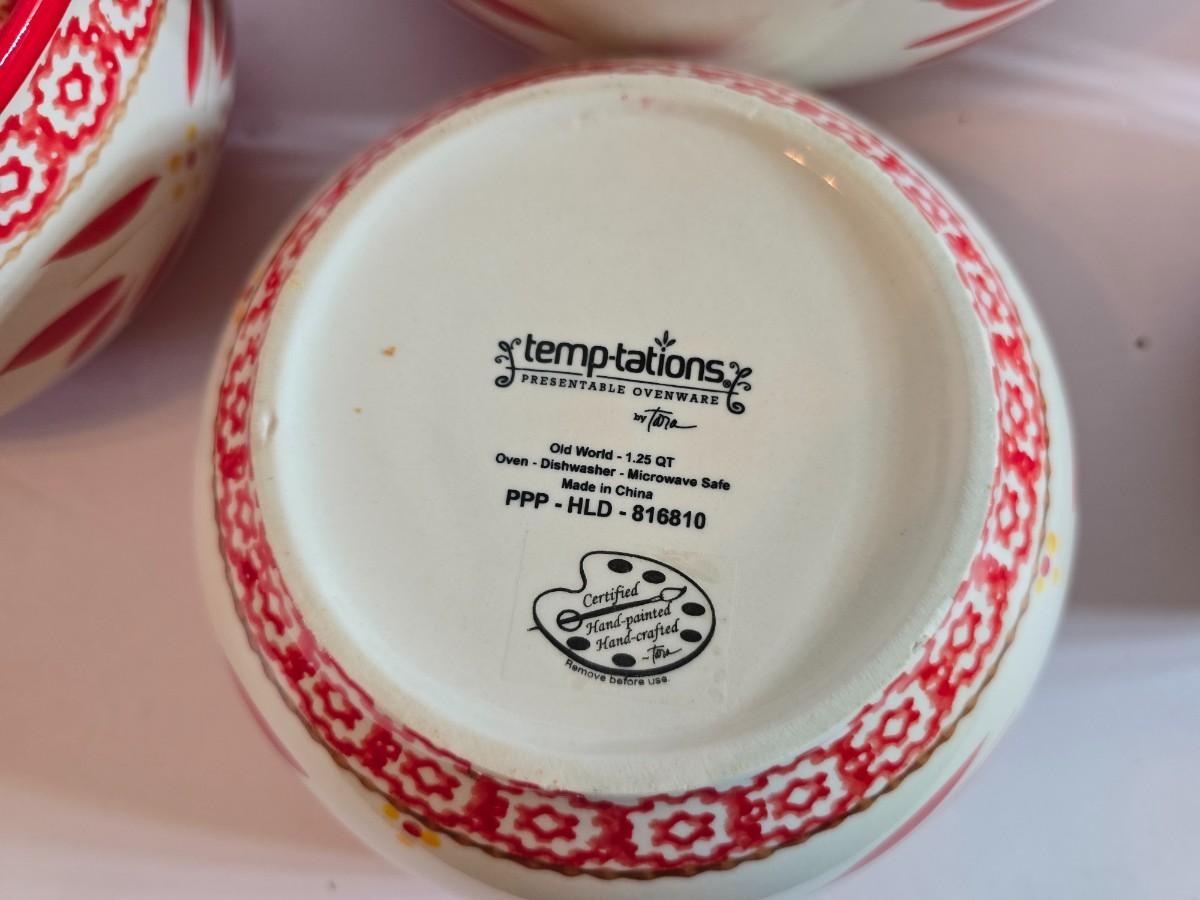 temp-tations®
PRESENTABLE OVENWARE
by Tara
Old World - 1.25 QT
Oven - Dishwasher - Microwave Safe
Made in China
PPP - HLD - 816810
Certified
Hand-painted
Hand-crafted
~Tara
Remove before use.